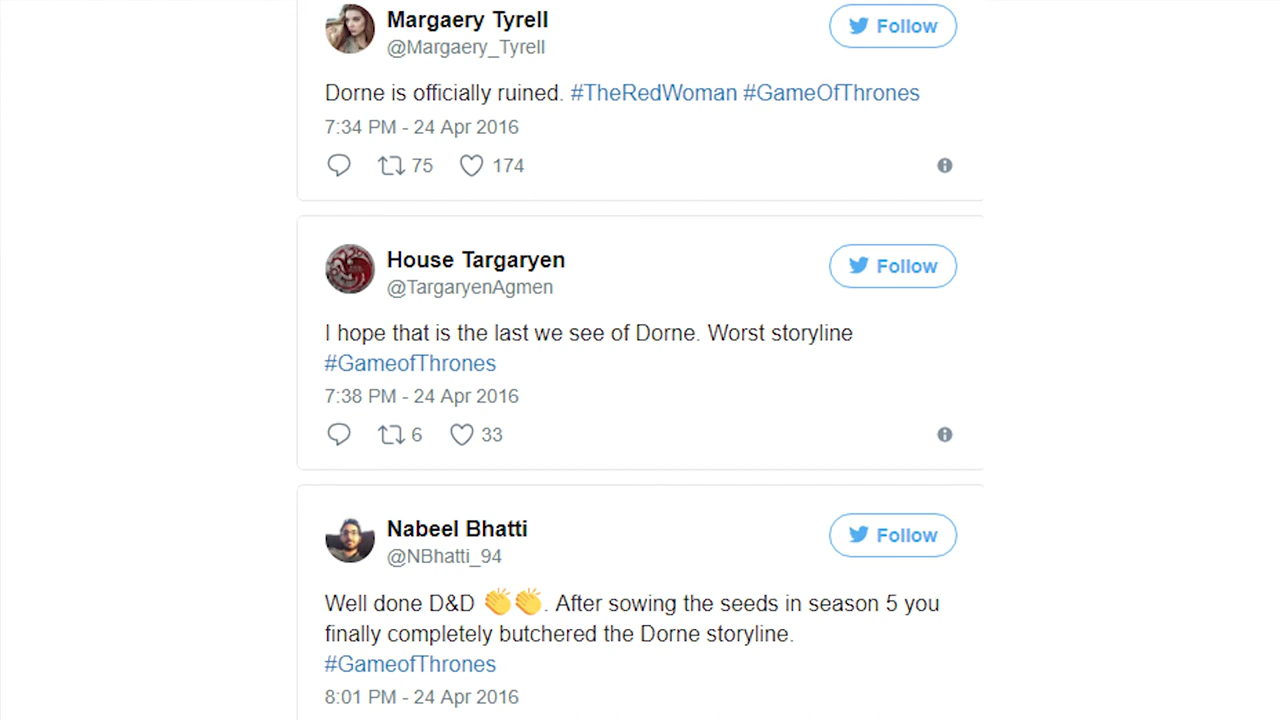 Margaery Tyrell
Follow
@Margaery_Tyrell
Dorne is officially ruined. #TheRedWoman #GameOfThrones
7:34 PM - 24 Apr 2016
75 174
House Targaryen
Follow
@TargaryenAgmen
I hope that is the last we see of Dorne. Worst storyline
#GameofThrones
7:38 PM - 24 Apr 2016
6 33
Nabeel Bhatti
Follow
@NBhatti_94
Well done D&D 👏👏. After sowing the seeds in season 5 you
finally completely butchered the Dorne storyline.
#GameofThrones
8:01 PM - 24 Apr 2016